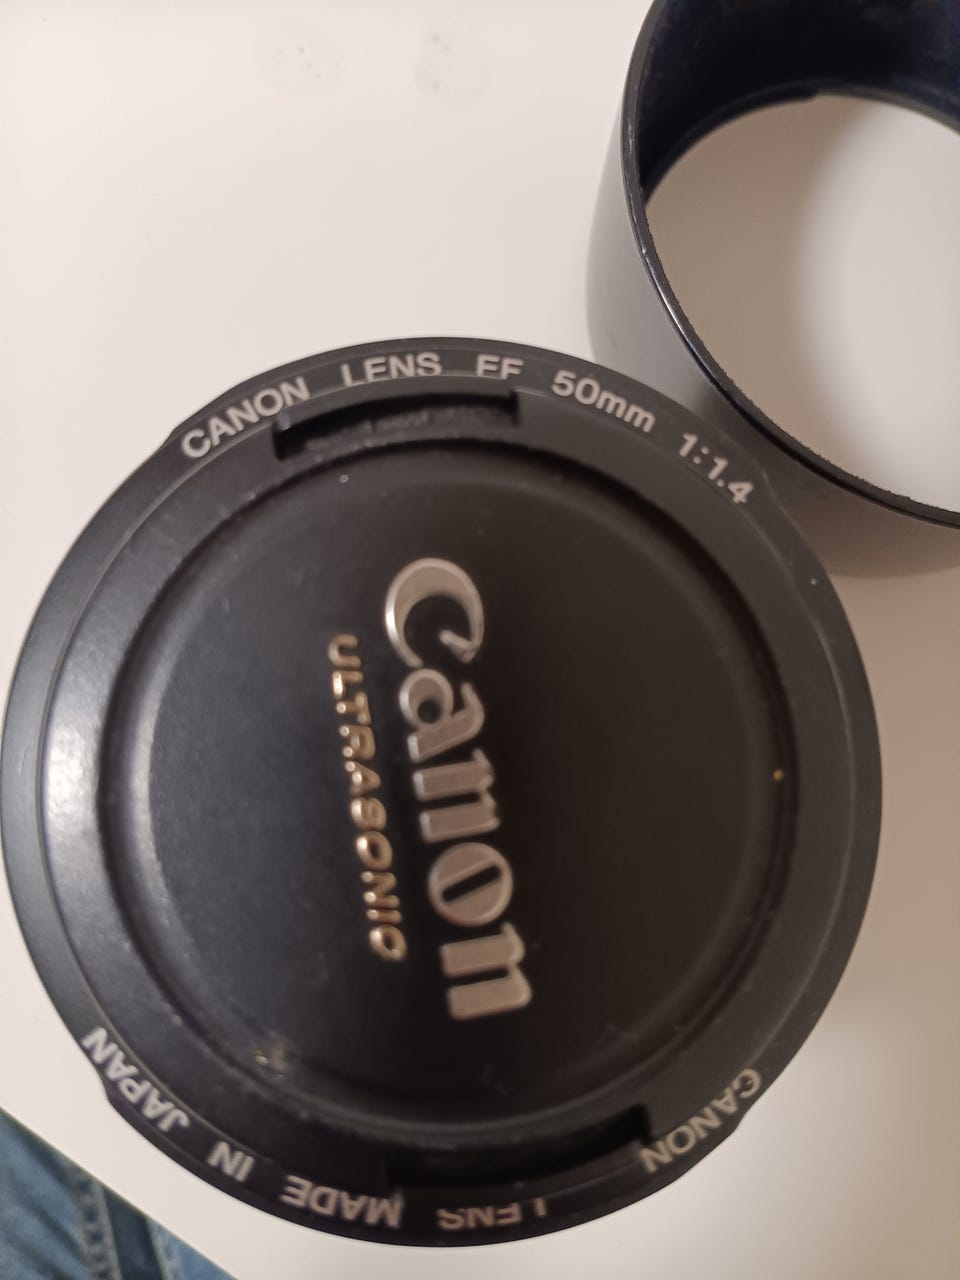 CANON LENS EF 50mm 1:1.4
Canon
ULTRASONIC
CANON LENS MADE IN JAPAN